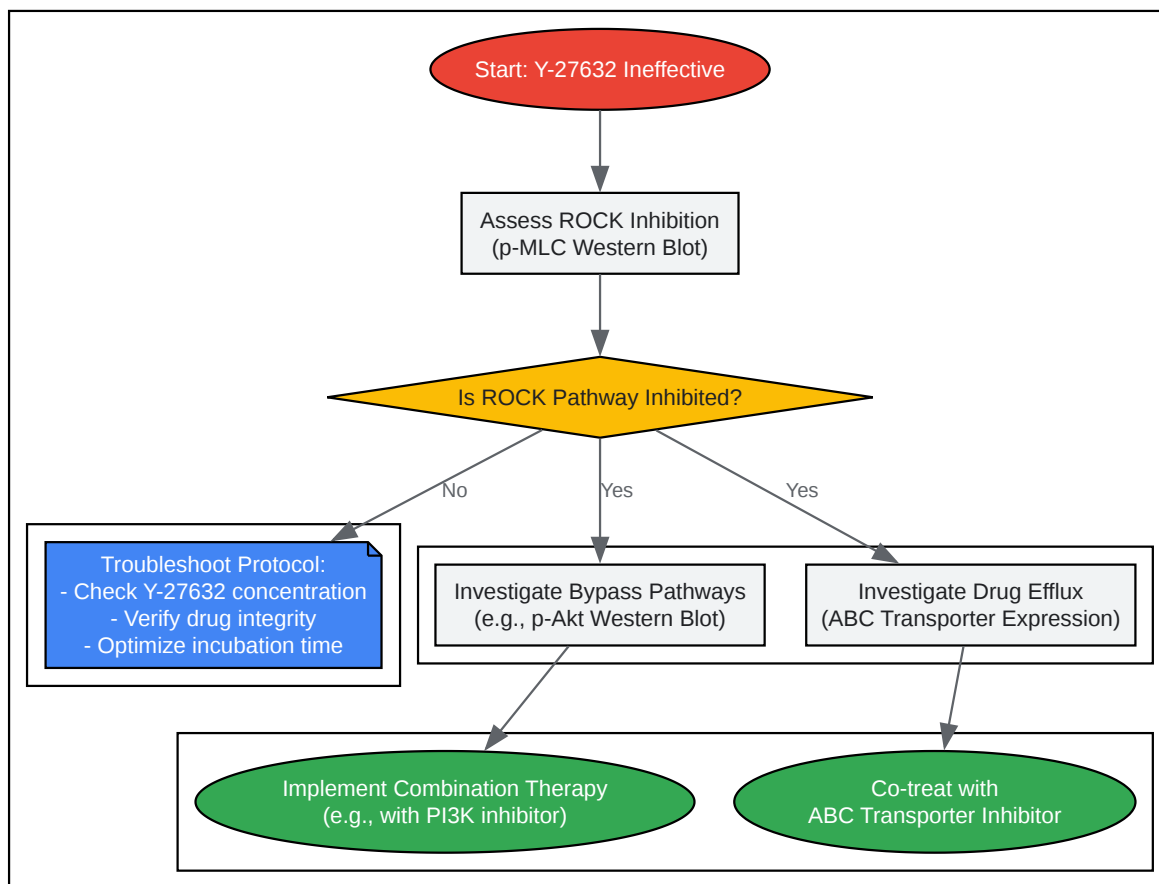 Start: Y-27632 Ineffective
Assess ROCK Inhibition
(p-MLC Western Blot)
Is ROCK Pathway Inhibited?
No
Yes
Yes
Troubleshoot Protocol:
- Check Y-27632 concentration
- Verify drug integrity
- Optimize incubation time
Investigate Bypass Pathways
(e.g., p-Akt Western Blot)
Investigate Drug Efflux
(ABC Transporter Expression)
Implement Combination Therapy
(e.g., with PI3K inhibitor)
Co-treat with
ABC Transporter Inhibitor